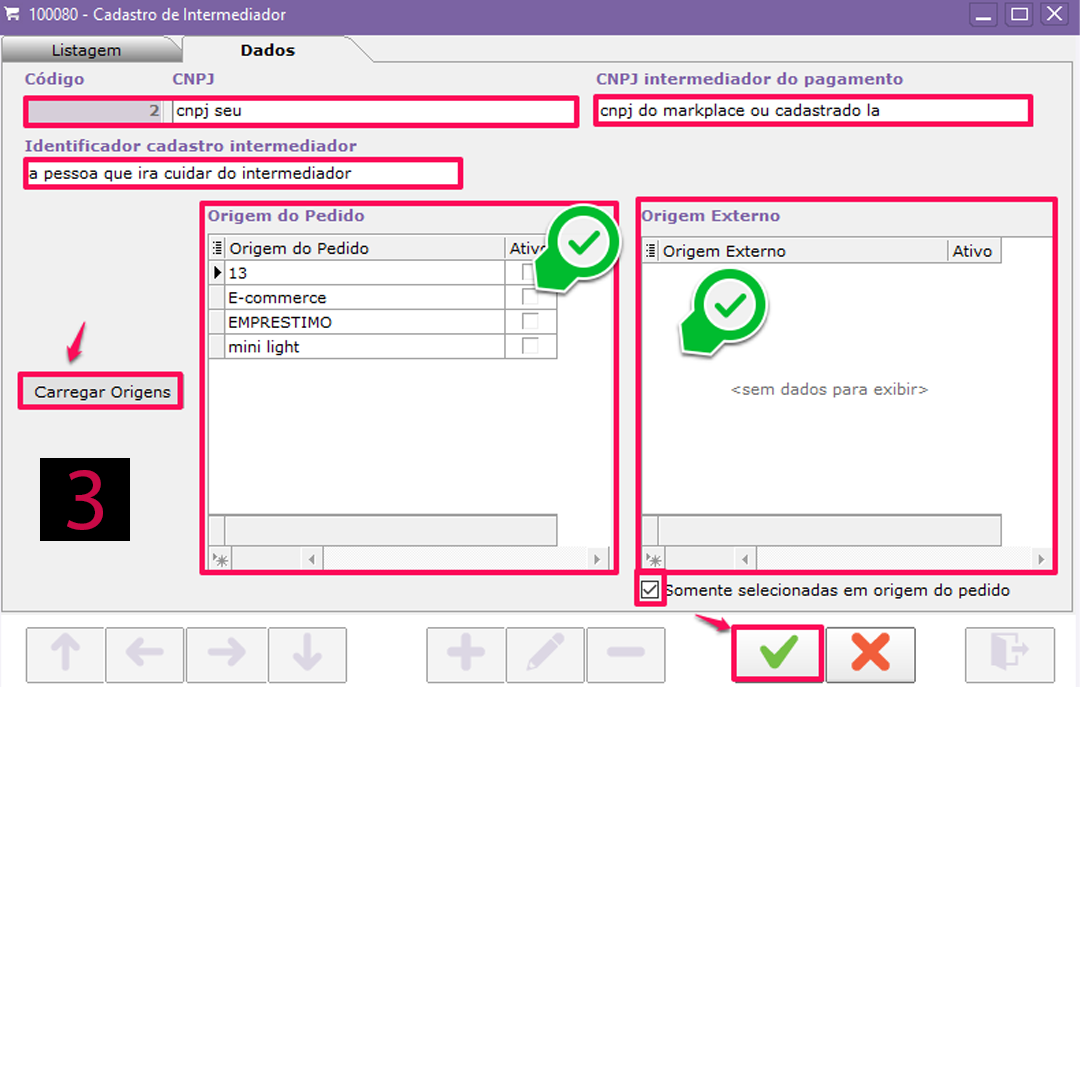 100080 - Cadastro de Intermediador
Listagem
Dados
Código
CNPJ
CNPJ intermediador do pagamento
2
cnpj seu
cnpj do markplace ou cadastrado la
Identificador cadastro intermediador
a pessoa que ira cuidar do intermediador
Origem do Pedido
Origem do Pedido
13
E-commerce
EMPRESTIMO
mini light
Origem Externo
Origem Externo
Ativo
<sem dados para exibir>
Carregar Origens
3
Somente selecionadas em origem do pedido